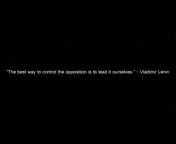 "The best way to control the opposition is to lead it ourselves." - Vladimir Lenin